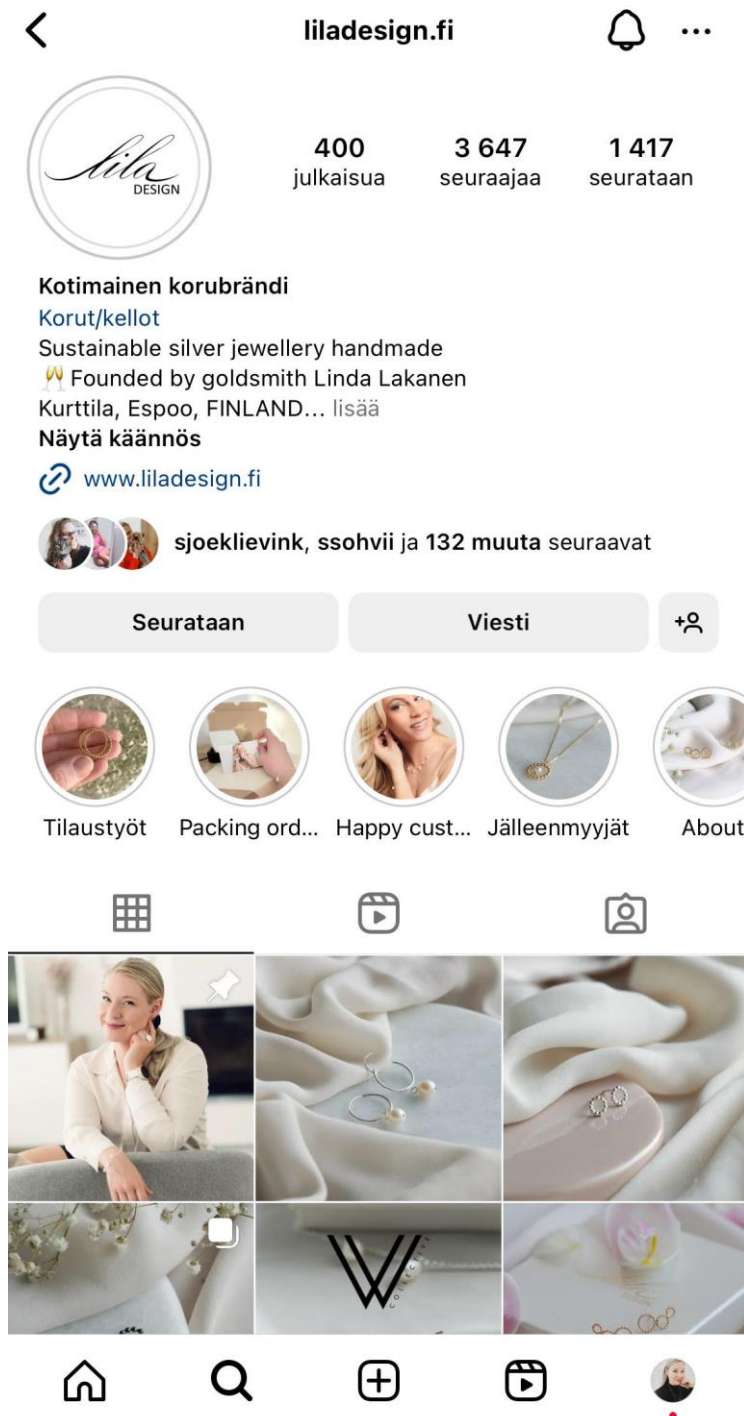 liladesign.fi
lila
DESIGN
400
julkaisua
3 647
seuraajaa
1 417
seurataan
Kotimainen korubrändi
Korut/kellot
Sustainable silver jewellery handmade
🥂 Founded by goldsmith Linda Lakanen
Kurttila, Espoo, FINLAND... lisää
Näytä käännös
www.liladesign.fi
sjoeklievink, ssohvii ja 132 muuta seuraavat
Seurataan
Viesti
Tilaustyöt
Packing ord...
Happy cust...
Jälleenmyyjät
About
W
COLLECTIVE